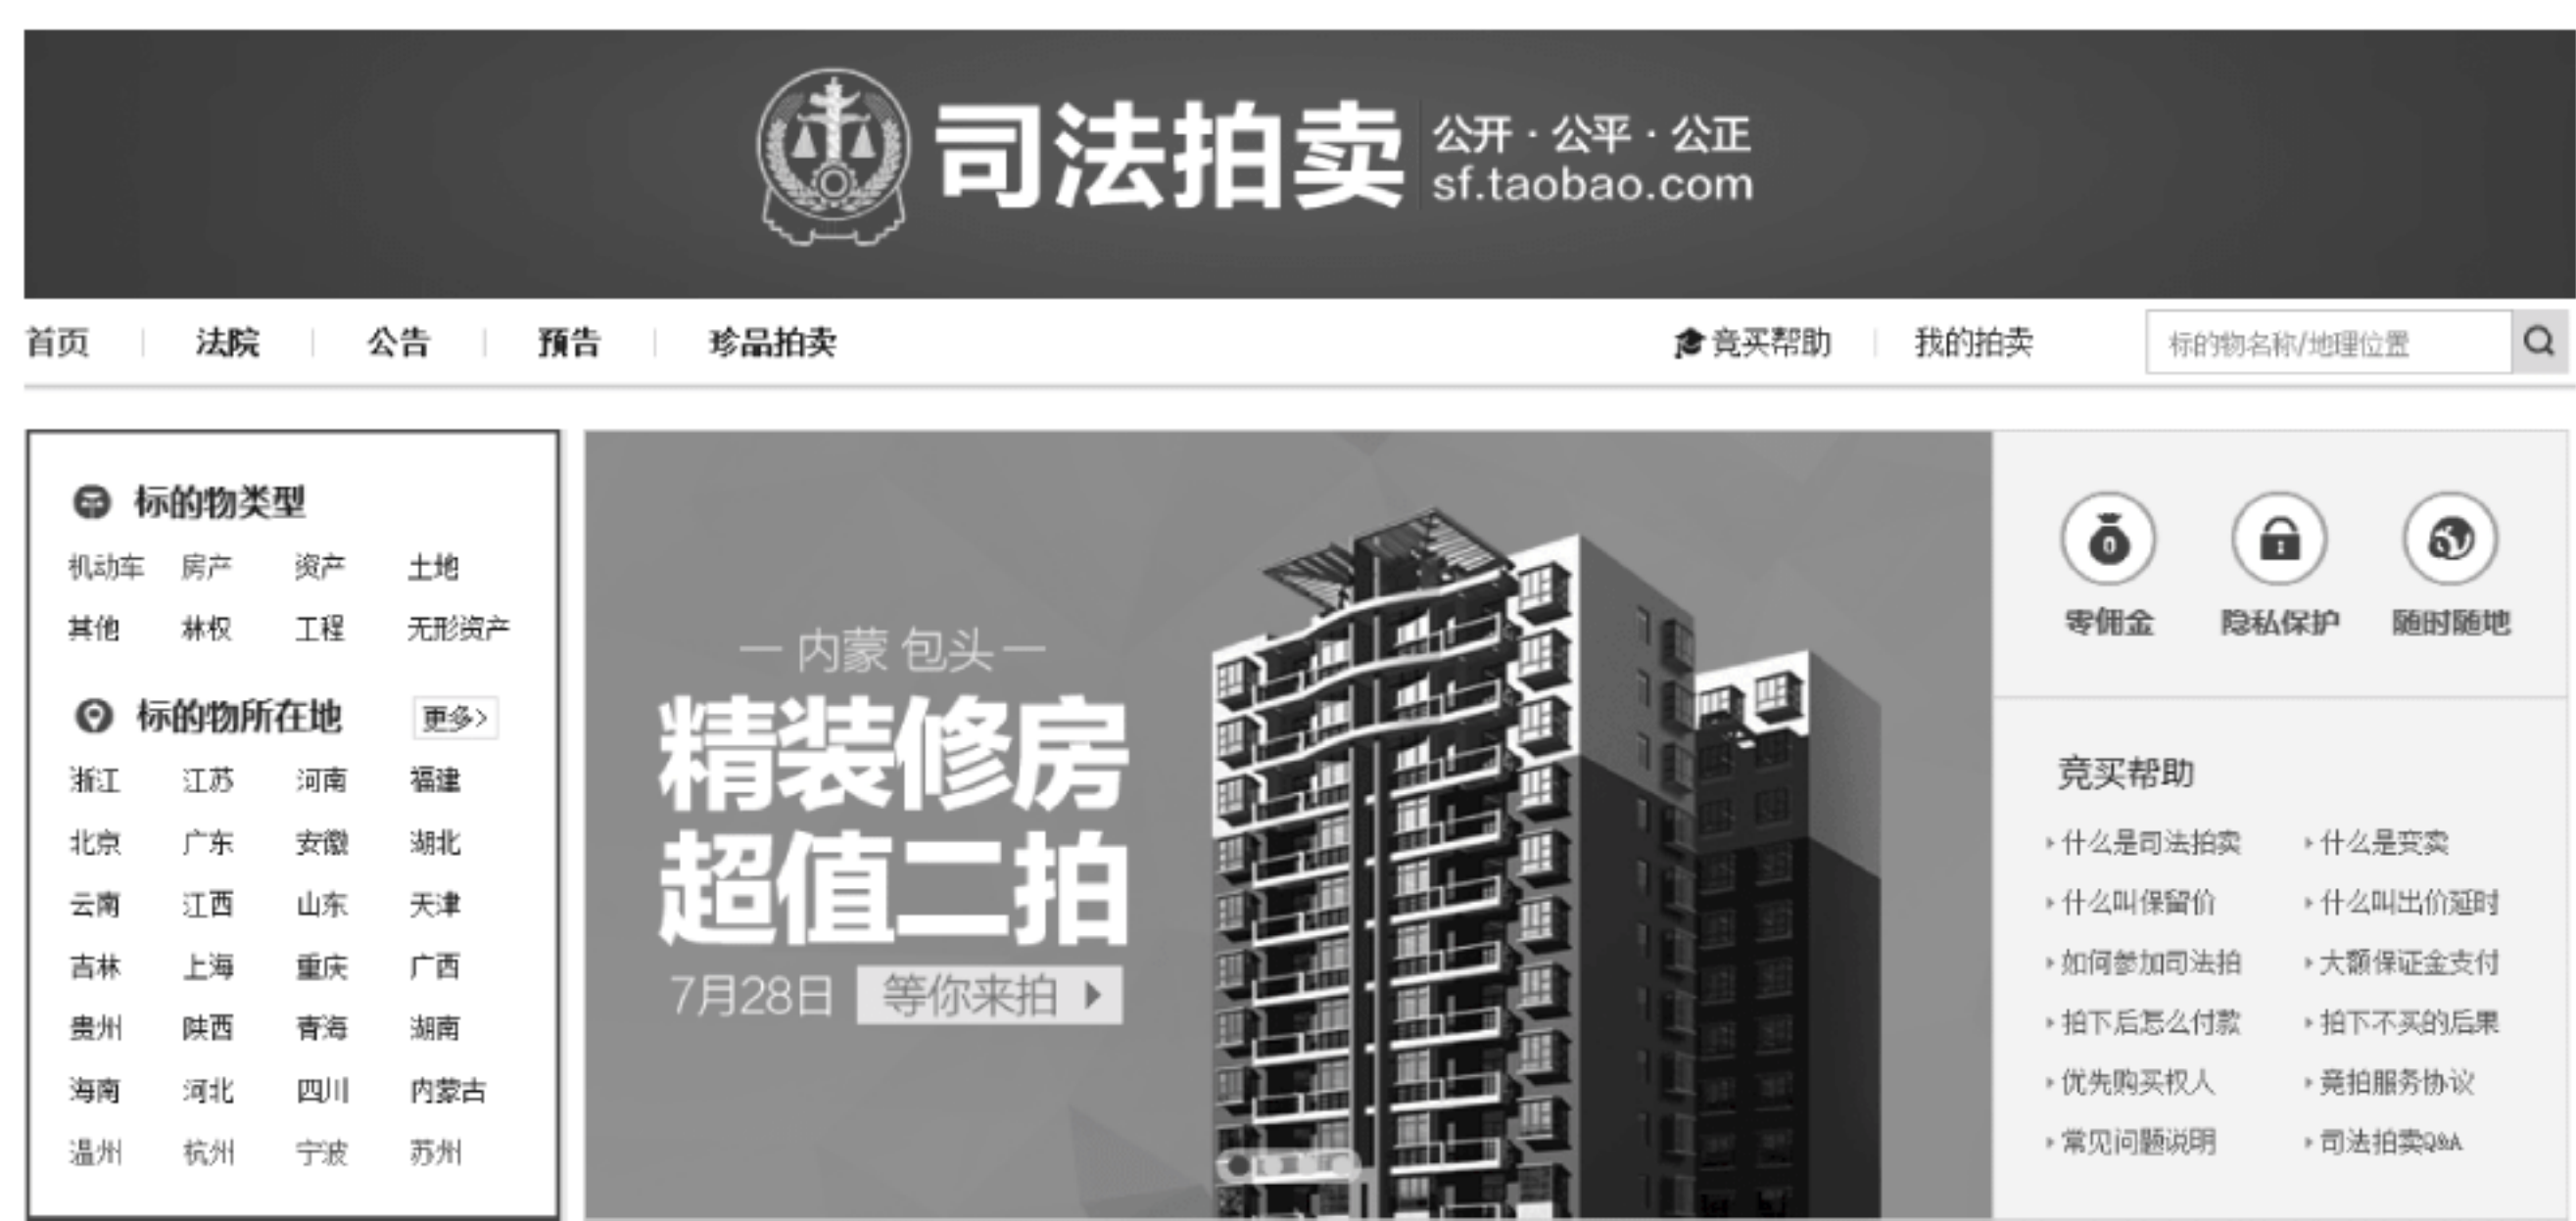 司法拍卖
公开 · 公平 · 公正
sf.taobao.com
首页 法院 公告 预告 珍品拍卖 竞买帮助 我的拍卖 标的物名称/地理位置
标的物类型
机动车 房产 资产 土地
其他 林权 工程 无形资产
标的物所在地 更多>
浙江 江苏 河南 福建
北京 广东 安徽 湖北
云南 江西 山东 天津
吉林 上海 重庆 广西
贵州 陕西 青海 湖南
海南 河北 四川 内蒙古
温州 杭州 宁波 苏州
内蒙 包头
精装修房
超值二拍
7月28日 等你来拍
零佣金 隐私保护 随时随地
竞买帮助
什么是司法拍卖 什么是变卖
什么叫保留价 什么叫出价延时
如何参加司法拍 大额保证金支付
拍下后怎么付款 拍下不买的后果
优先购买权人 竞拍服务协议
常见问题说明 司法拍卖Q&A